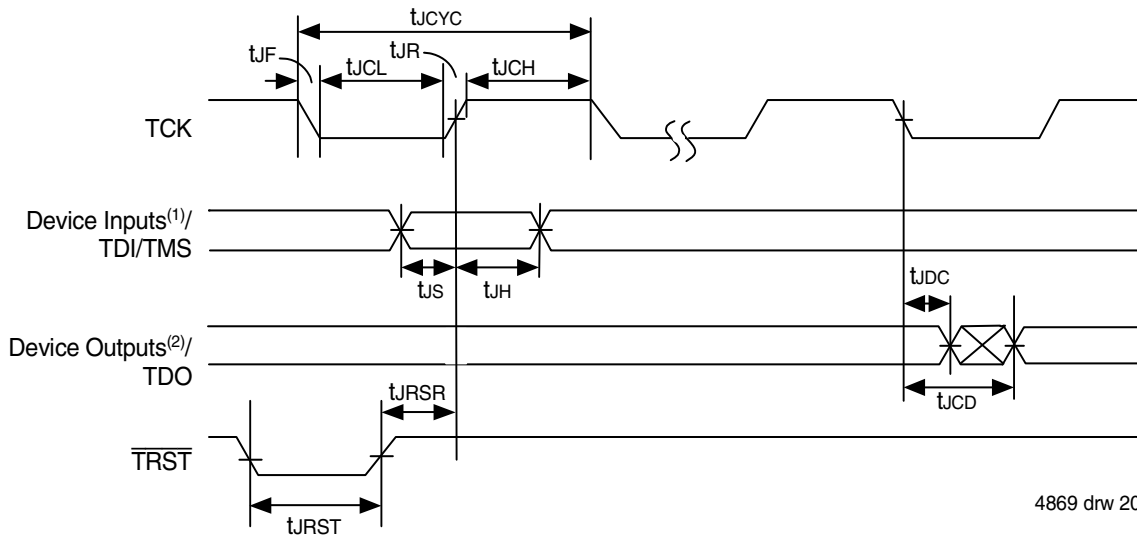 tJCYC
tJF
tJCL
tJR
tJCH
TCK
Device Inputs(1)/
TDI/TMS
tJS
tJH
tJDC
Device Outputs(2)/
TDO
tJCD
tJRSR
TRST
tJRST
4869 drw 20